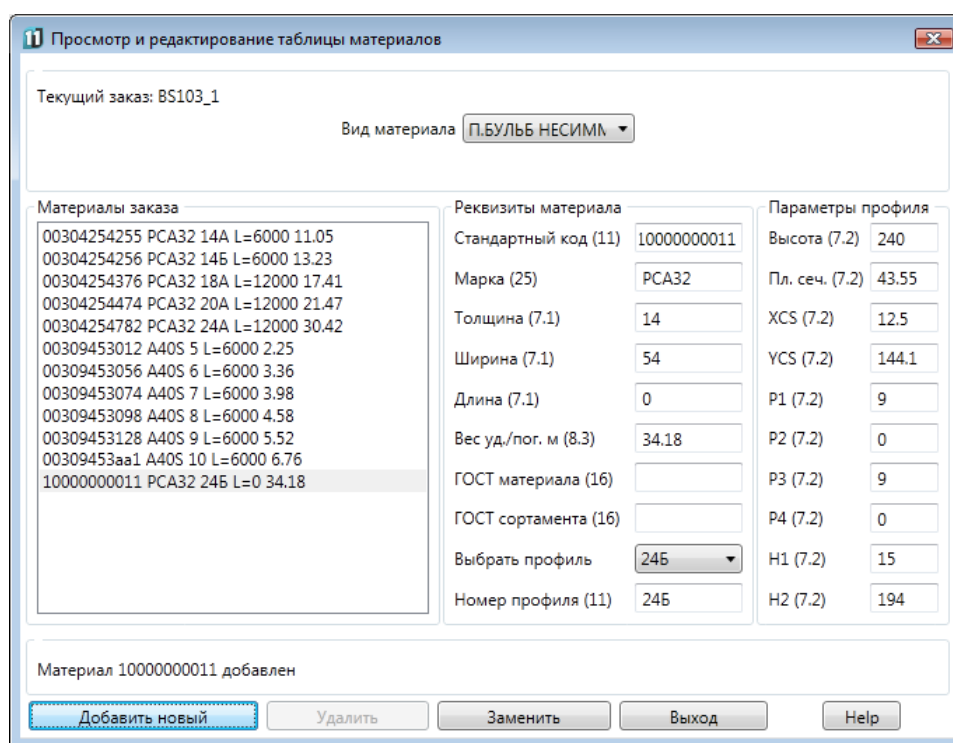 Просмотр и редактирование таблицы материалов
Текущий заказ: BS103_1
Вид материала П.БУЛЬБ НЕСИММ
Материалы заказа
00304254255 РСА32 14А L=6000 11.05
00304254256 РСА32 14Б L=6000 13.23
00304254376 РСА32 18А L=12000 17.41
00304254474 РСА32 20А L=12000 21.47
00304254782 РСА32 24А L=12000 30.42
00309453012 A40S 5 L=6000 2.25
00309453056 A40S 6 L=6000 3.36
00309453074 A40S 7 L=6000 3.98
00309453098 A40S 8 L=6000 4.58
00309453128 A40S 9 L=6000 5.52
00309453aa1 A40S 10 L=6000 6.76
10000000011 РСА32 24Б L=0 34.18
Реквизиты материала
Стандартный код (11) 10000000011
Марка (25) РСА32
Толщина (7.1) 14
Ширина (7.1) 54
Длина (7.1) 0
Вес уд./пог. м (8.3) 34.18
ГОСТ материала (16)
ГОСТ сортамента (16)
Выбрать профиль 24Б
Номер профиля (11) 24Б
Параметры профиля
Высота (7.2) 240
Пл. сеч. (7.2) 43.55
XCS (7.2) 12.5
YCS (7.2) 144.1
P1 (7.2) 9
P2 (7.2) 0
P3 (7.2) 9
P4 (7.2) 0
H1 (7.2) 15
H2 (7.2) 194
Материал 10000000011 добавлен
Добавить новый Удалить Заменить Выход Help